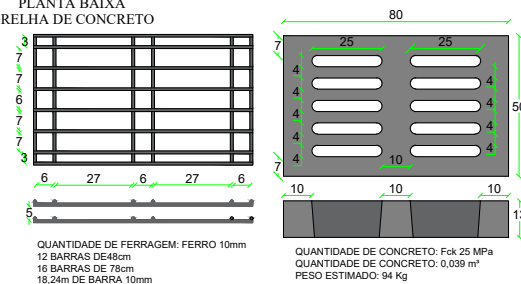 PLANTA BAIXA
RELHA DE CONCRETO
3
7
7
6
7
7
3
6 27 6 27 6
5
QUANTIDADE DE FERRAGEM: FERRO 10mm
12 BARRAS DE48cm
16 BARRAS DE 78cm
18,24m DE BARRA 10mm
80
7
25 25
4 4
4 4
4 4
4 4
4 4
50
10
7
10 10 10
13
QUANTIDADE DE CONCRETO: Fck 25 MPa
QUANTIDADE DE CONCRETO: 0,039 m³
PESO ESTIMADO: 94 Kg